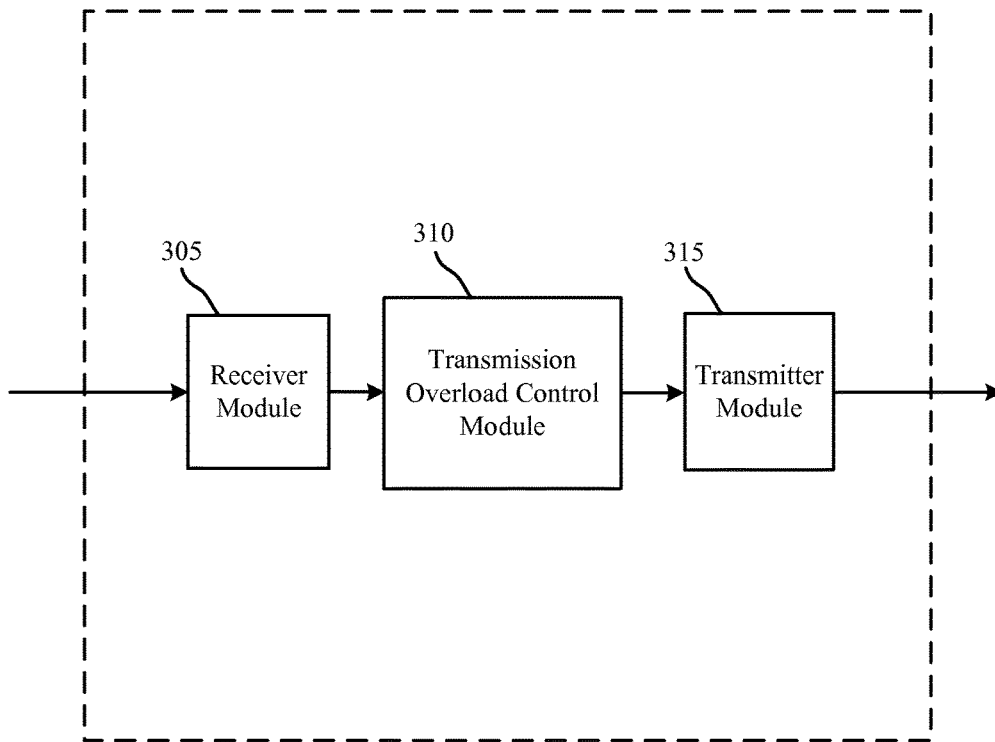 305
310
315
Receiver
Module
Transmission
Overload Control
Module
Transmitter
Module